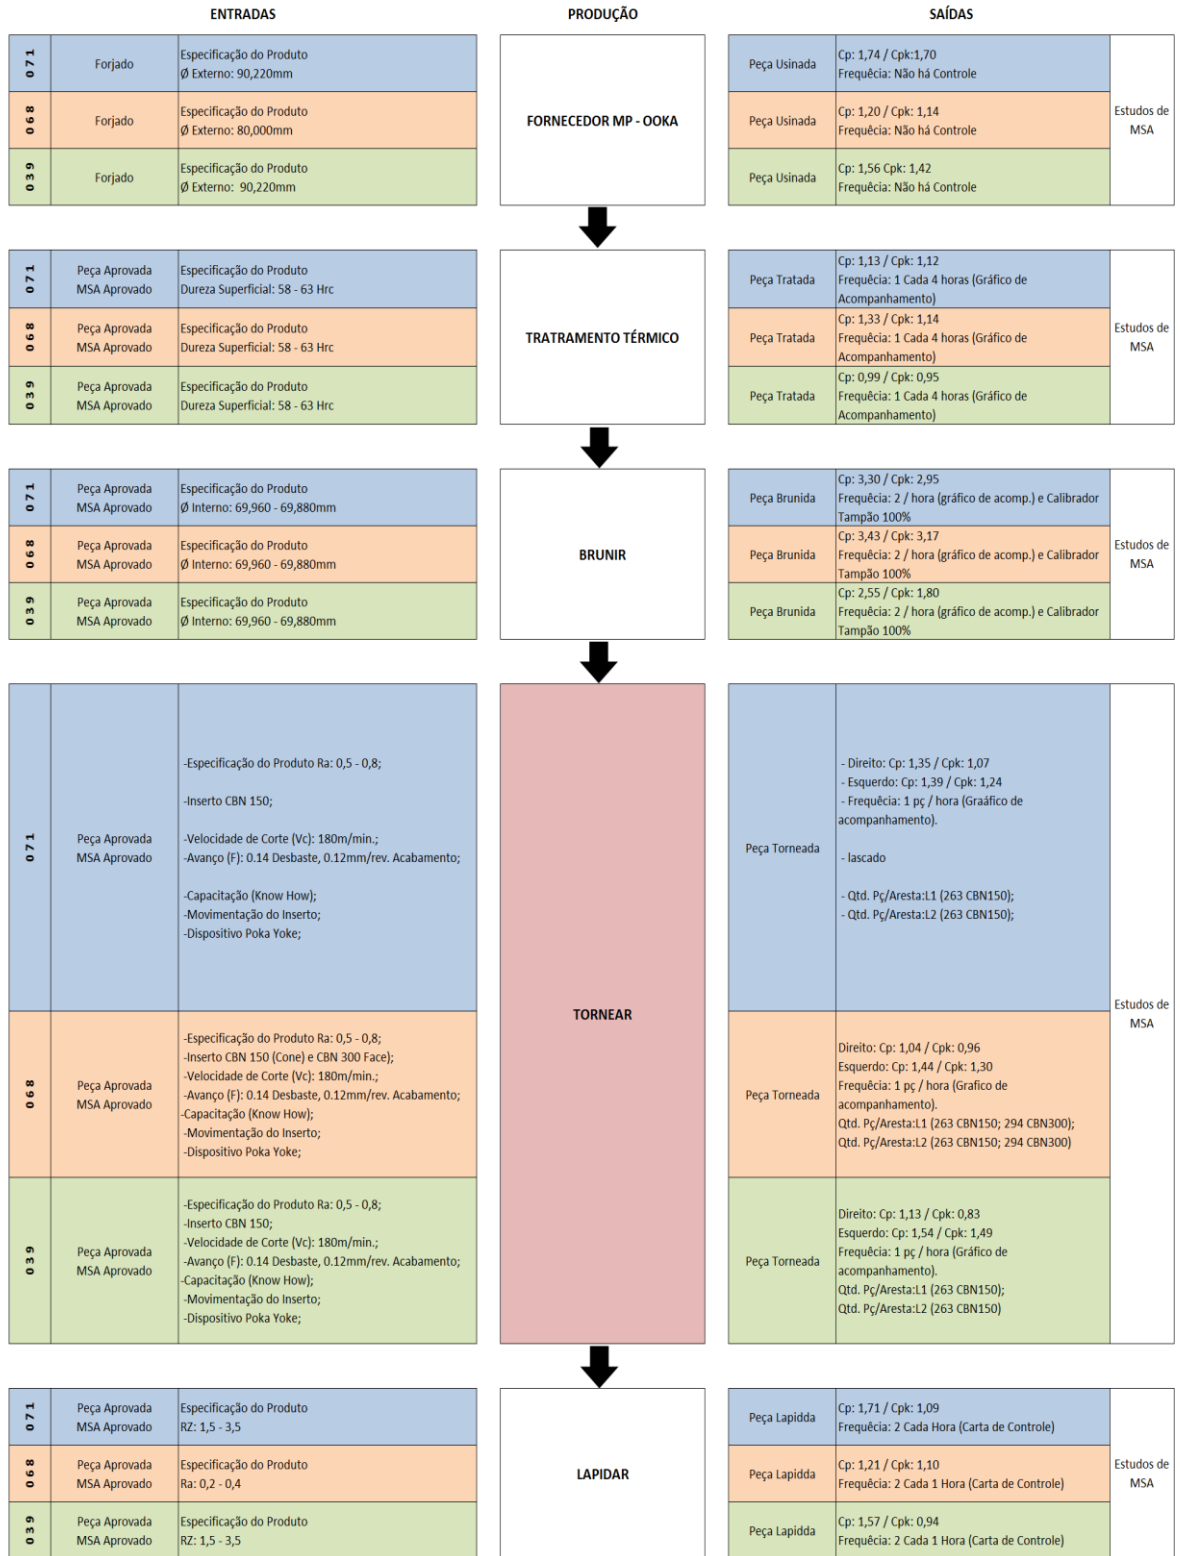 ENTRADAS
PRODUÇÃO
SAÍDAS
071
Forjado
Especificação do Produto
Ø Externo: 90,220mm
068
Forjado
Especificação do Produto
Ø Externo: 80,000mm
039
Forjado
Especificação do Produto
Ø Externo: 90,220mm
FORNECEDOR MP - OOKA
Peça Usinada
Cp: 1,74 / Cpk:1,70
Frequêcia: Não há Controle
Peça Usinada
Cp: 1,20 / Cpk: 1,14
Frequêcia: Não há Controle
Peça Usinada
Cp: 1,56 Cpk: 1,42
Frequêcia: Não há Controle
Estudos de
MSA
071
Peça Aprovada
MSA Aprovado
Especificação do Produto
Dureza Superficial: 58 - 63 Hrc
068
Peça Aprovada
MSA Aprovado
Especificação do Produto
Dureza Superficial: 58 - 63 Hrc
039
Peça Aprovada
MSA Aprovado
Especificação do Produto
Dureza Superficial: 58 - 63 Hrc
TRATRAMENTO TÉRMICO
Peça Tratada
Cp: 1,13 / Cpk: 1,12
Frequêcia: 1 Cada 4 horas (Gráfico de
Acompanhamento)
Peça Tratada
Cp: 1,33 / Cpk: 1,14
Frequêcia: 1 Cada 4 horas (Gráfico de
Acompanhamento)
Peça Tratada
Cp: 0,99 / Cpk: 0,95
Frequêcia: 1 Cada 4 horas (Gráfico de
Acompanhamento)
Estudos de
MSA
071
Peça Aprovada
MSA Aprovado
Especificação do Produto
Ø Interno: 69,960 - 69,880mm
068
Peça Aprovada
MSA Aprovado
Especificação do Produto
Ø Interno: 69,960 - 69,880mm
039
Peça Aprovada
MSA Aprovado
Especificação do Produto
Ø Interno: 69,960 - 69,880mm
BRUNIR
Peça Brunida
Cp: 3,30 / Cpk: 2,95
Frequêcia: 2 / hora (gráfico de acomp.) e Calibrador
Tampão 100%
Peça Brunida
Cp: 3,43 / Cpk: 3,17
Frequêcia: 2 / hora (gráfico de acomp.) e Calibrador
Tampão 100%
Peça Brunida
Cp: 2,55 / Cpk: 1,80
Frequêcia: 2 / hora (gráfico de acomp.) e Calibrador
Tampão 100%
Estudos de
MSA
071
Peça Aprovada
MSA Aprovado
-Especificação do Produto Ra: 0,5 - 0,8;
-Inserto CBN 150;
-Velocidade de Corte (Vc): 180m/min.;
-Avanço (F): 0.14 Desbaste, 0.12mm/rev. Acabamento;
-Capacitação (Know How);
-Movimentação do Inserto;
-Dispositivo Poka Yoke;
068
Peça Aprovada
MSA Aprovado
-Especificação do Produto Ra: 0,5 - 0,8;
-Inserto CBN 150 (Cone) e CBN 300 Face);
-Velocidade de Corte (Vc): 180m/min.;
-Avanço (F): 0.14 Desbaste, 0.12mm/rev. Acabamento;
-Capacitação (Know How);
-Movimentação do Inserto;
-Dispositivo Poka Yoke;
039
Peça Aprovada
MSA Aprovado
-Especificação do Produto Ra: 0,5 - 0,8;
-Inserto CBN 150;
-Velocidade de Corte (Vc): 180m/min.;
-Avanço (F): 0.14 Desbaste, 0.12mm/rev. Acabamento;
-Capacitação (Know How);
-Movimentação do Inserto;
-Dispositivo Poka Yoke;
TORNEAR
Peça Torneada
- Direito: Cp: 1,35 / Cpk: 1,07
- Esquerdo: Cp: 1,39 / Cpk: 1,24
- Frequêcia: 1 pç / hora (Graáfico de
acompanhamento).
- lascado
- Qtd. Pç/Aresta:L1 (263 CBN150);
- Qtd. Pç/Aresta:L2 (263 CBN150);
Peça Torneada
Direito: Cp: 1,04 / Cpk: 0,96
Esquerdo: Cp: 1,44 / Cpk: 1,30
Frequêcia: 1 pç / hora (Grafico de
acompanhamento).
Qtd. Pç/Aresta:L1 (263 CBN150; 294 CBN300);
Qtd. Pç/Aresta:L2 (263 CBN150; 294 CBN300)
Peça Torneada
Direito: Cp: 1,13 / Cpk: 0,83
Esquerdo: Cp: 1,54 / Cpk: 1,49
Frequêcia: 1 pç / hora (Gráfico de
acompanhamento).
Qtd. Pç/Aresta:L1 (263 CBN150);
Qtd. Pç/Aresta:L2 (263 CBN150)
Estudos de
MSA
071
Peça Aprovada
MSA Aprovado
Especificação do Produto
RZ: 1,5 - 3,5
068
Peça Aprovada
MSA Aprovado
Especificação do Produto
Ra: 0,2 - 0,4
039
Peça Aprovada
MSA Aprovado
Especificação do Produto
RZ: 1,5 - 3,5
LAPIDAR
Peça Lapidda
Cp: 1,71 / Cpk: 1,09
Frequêcia: 2 Cada Hora (Carta de Controle)
Peça Lapidda
Cp: 1,21 / Cpk: 1,10
Frequêcia: 2 Cada 1 Hora (Carta de Controle)
Peça Lapidda
Cp: 1,57 / Cpk: 0,94
Frequêcia: 2 Cada 1 Hora (Carta de Controle)
Estudos de
MSA